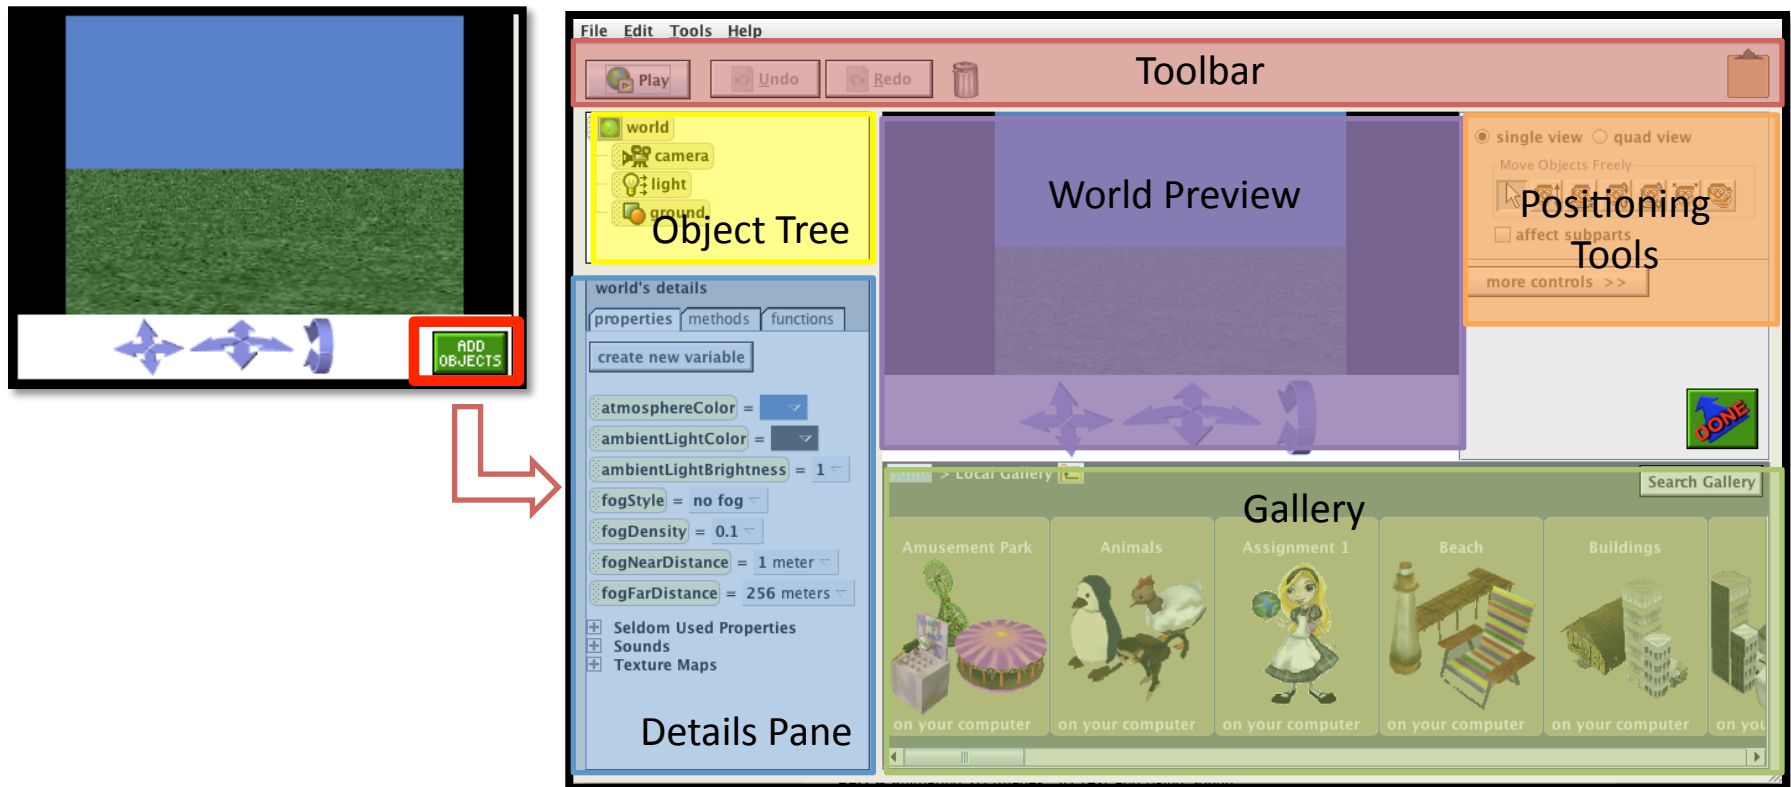 ADD
OBJECTS
File Edit Tools Help
Play Undo Redo
Toolbar
world
camera
light
ground
Object Tree
World Preview
single view quad view
Move Objects Freely
Positioning
Tools
affect subparts
more controls >>
world's details
properties methods functions
create new variable
atmosphereColor =
ambientLightColor =
ambientLightBrightness = 1
fogStyle = no fog
fogDensity = 0.1
fogNearDistance = 1 meter
fogFarDistance = 256 meters
Seldom Used Properties
Sounds
Texture Maps
Details Pane
DONE
> Local Gallery
Search Gallery
Gallery
Amusement Park Animals Assignment 1 Beach Buildings
on your computer on your computer on your computer on your computer on your computer on you